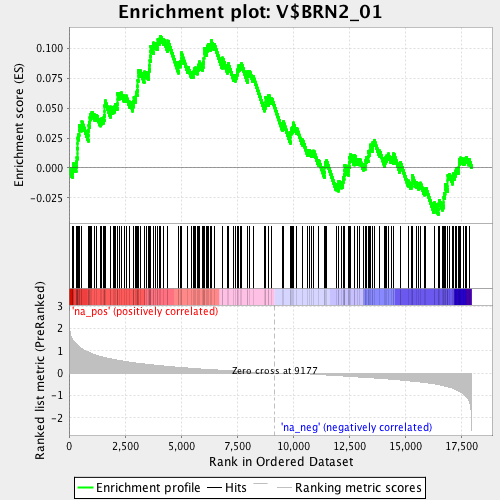 Enrichment plot: V$BRN2_01
Enrichment score (ES)
0.100
0.075
0.050
0.025
0.000
-0.025
'na_pos' (positively correlated)
Ranked list metric (PreRanked)
3
2
1
0
-1
-2
Zero cross at 9177
'na_neg' (negatively correlated)
0
2,500
5,000
7,500
10,000
12,500
15,000
17,500
Rank in Ordered Dataset
Enrichment profile
Hits
Ranking metric scores